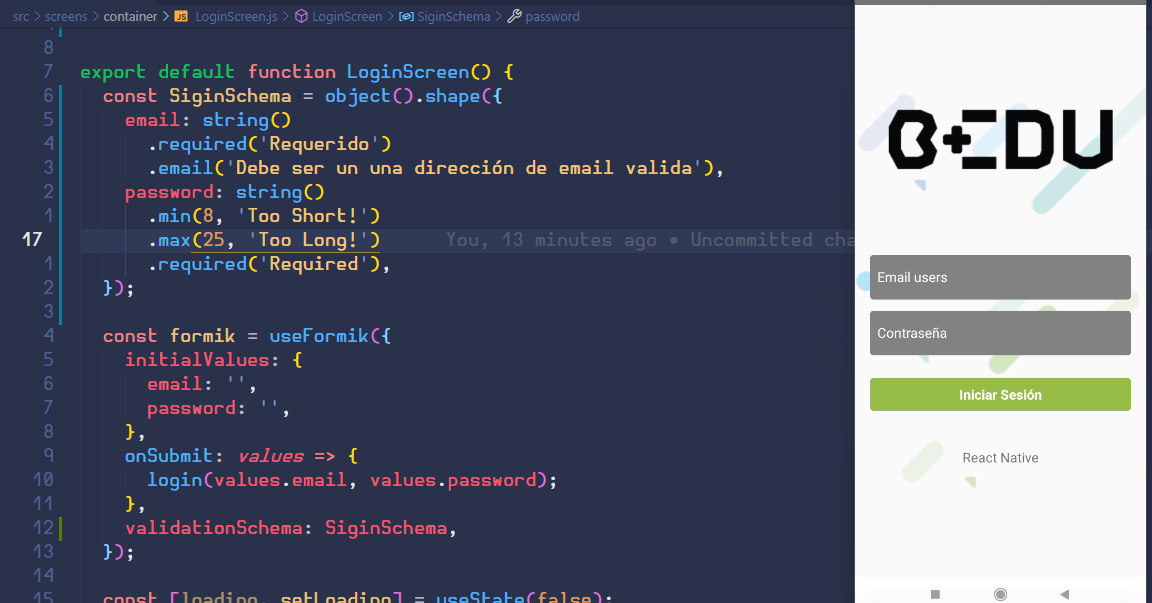 src > screens > container > JS LoginScreen.js > LoginScreen > SiginSchema > password
8
7 export default function LoginScreen() {
6 const SiginSchema = object().shape({
5 email: string()
4 .required('Requerido')
3 .email('Debe ser un una dirección de email valida'),
2 password: string()
1 .min(8, 'Too Short!')
17 .max(25, 'Too Long!') You, 13 minutes ago • Uncommitted cha
1 .required('Required'),
2 });
3
4 const formik = useFormik({
5 initialValues: {
6 email: '',
7 password: '',
8 },
9 onSubmit: values => {
10 login(values.email, values.password);
11 },
12 validationSchema: SiginSchema,
13 });
14
15 const [loading, setLoading] = useState(false);
B+EDU
Email users
Contraseña
Iniciar Sesión
React Native